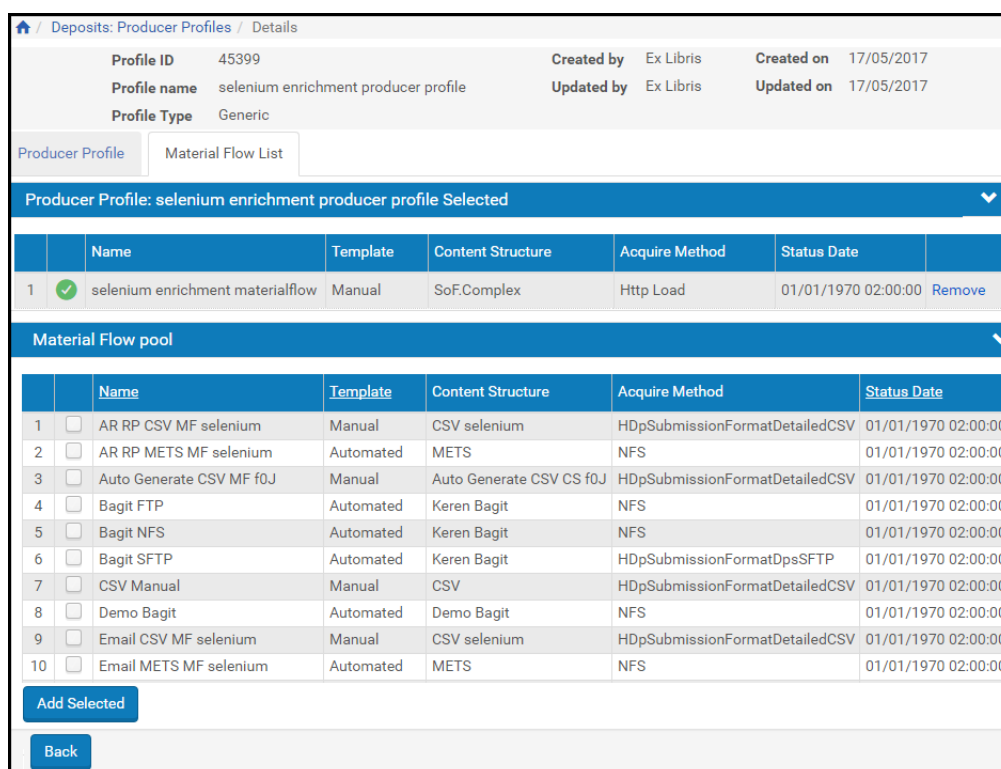 / Deposits: Producer Profiles / Details
Profile ID 45399 Created by Ex Libris Created on 17/05/2017
Profile name selenium enrichment producer profile Updated by Ex Libris Updated on 17/05/2017
Profile Type Generic
Producer Profile Material Flow List
Producer Profile: selenium enrichment producer profile Selected
Name Template Content Structure Acquire Method Status Date
1 selenium enrichment materialflow Manual SoF.Complex Http Load 01/01/1970 02:00:00 Remove
Material Flow pool
Name Template Content Structure Acquire Method Status Date
1 AR RP CSV MF selenium Manual CSV selenium HDpSubmissionFormatDetailedCSV 01/01/1970 02:00:00
2 AR RP METS MF selenium Automated METS NFS 01/01/1970 02:00:00
3 Auto Generate CSV MF f0J Manual Auto Generate CSV CS f0J HDpSubmissionFormatDetailedCSV 01/01/1970 02:00:00
4 Bagit FTP Automated Keren Bagit NFS 01/01/1970 02:00:00
5 Bagit NFS Automated Keren Bagit NFS 01/01/1970 02:00:00
6 Bagit SFTP Automated Keren Bagit HDpSubmissionFormatDpsSFTP 01/01/1970 02:00:00
7 CSV Manual Manual CSV HDpSubmissionFormatDetailedCSV 01/01/1970 02:00:00
8 Demo Bagit Automated Demo Bagit NFS 01/01/1970 02:00:00
9 Email CSV MF selenium Manual CSV selenium HDpSubmissionFormatDetailedCSV 01/01/1970 02:00:00
10 Email METS MF selenium Automated METS NFS 01/01/1970 02:00:00
Add Selected
Back